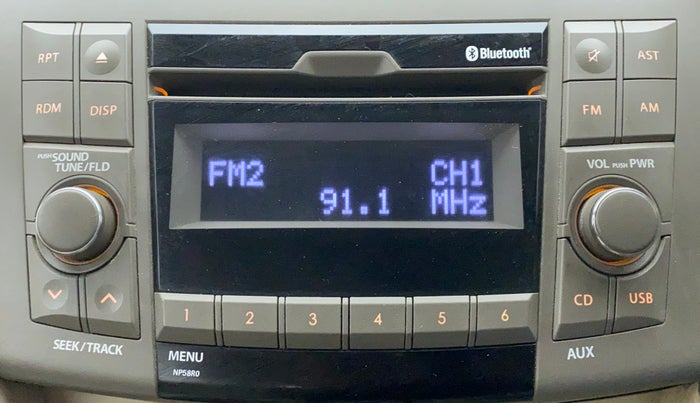 Bluetooth
RPT
AST
RDM DISP
FM AM
PUSH SOUND
TUNE/FLD
VOL PUSH PWR
FM2 CH1
91.1 MHz
CD USB
1 2 3 4 5 6
SEEK/TRACK
MENU
AUX
NP58R0